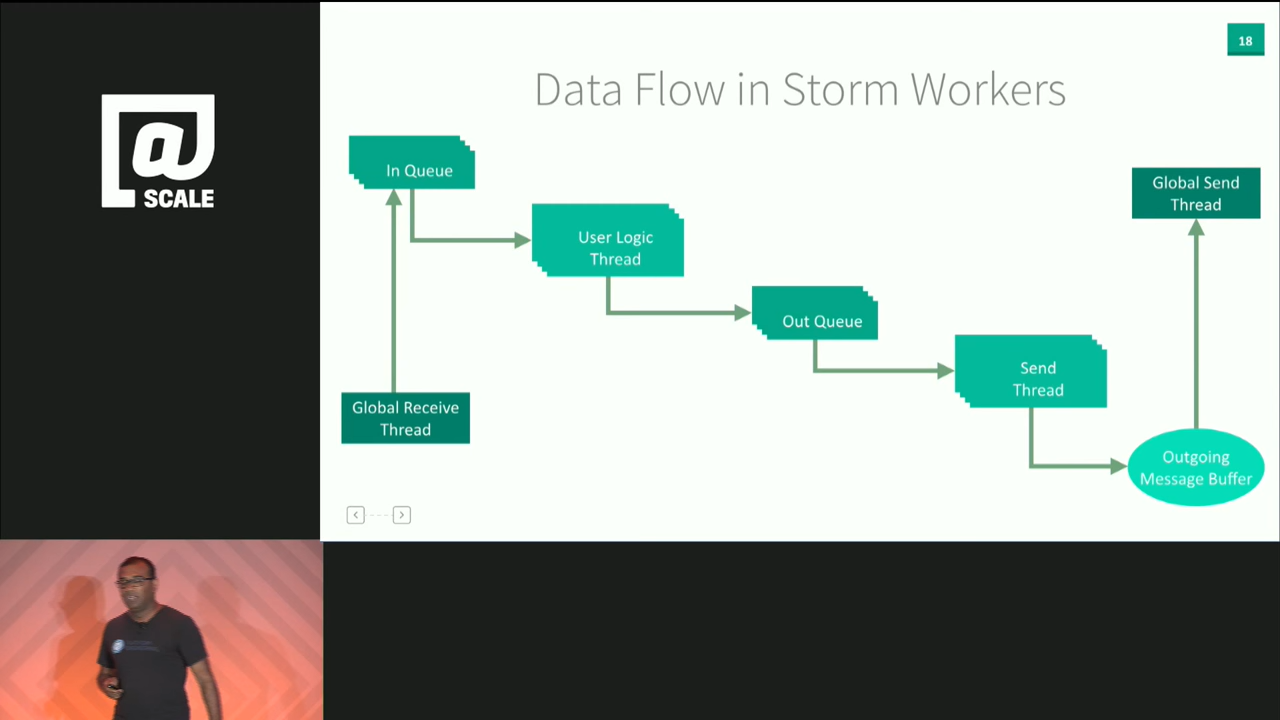 @
SCALE
18
Data Flow in Storm Workers
In Queue
User Logic
Thread
Out Queue
Send
Thread
Global Send
Thread
Global Receive
Thread
Outgoing
Message Buffer